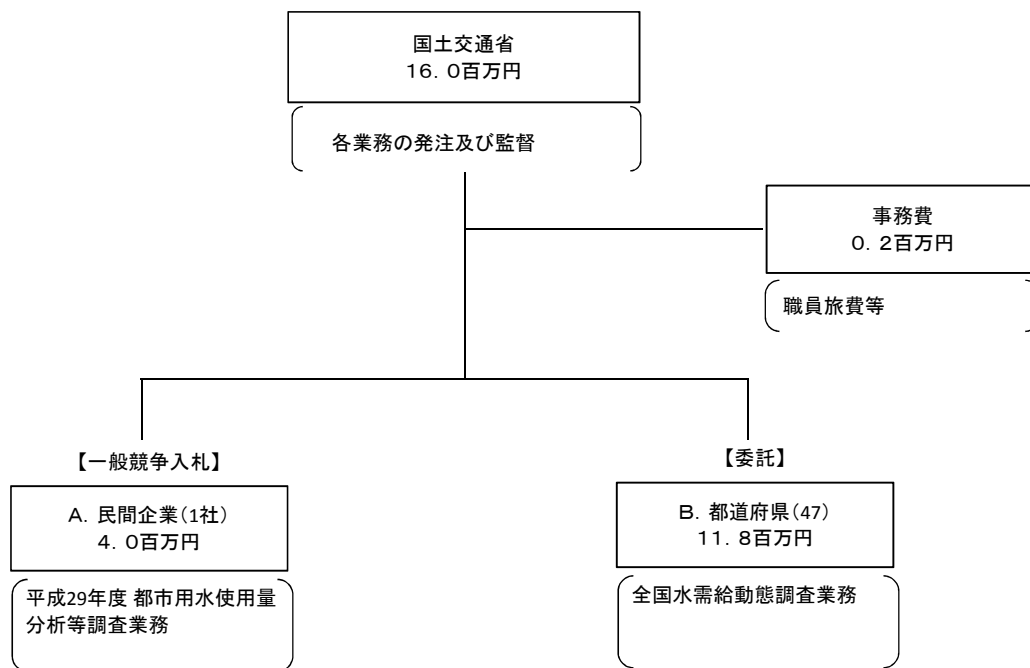 国土交通省
１６．０百万円
各業務の発注及び監督
事務費
０．２百万円
職員旅費等
【一般競争入札】
Ａ．民間企業(1社)
４．０百万円
平成29年度 都市用水使用量
分析等調査業務
【委託】
Ｂ．都道府県(47)
１１．８百万円
全国水需給動態調査業務